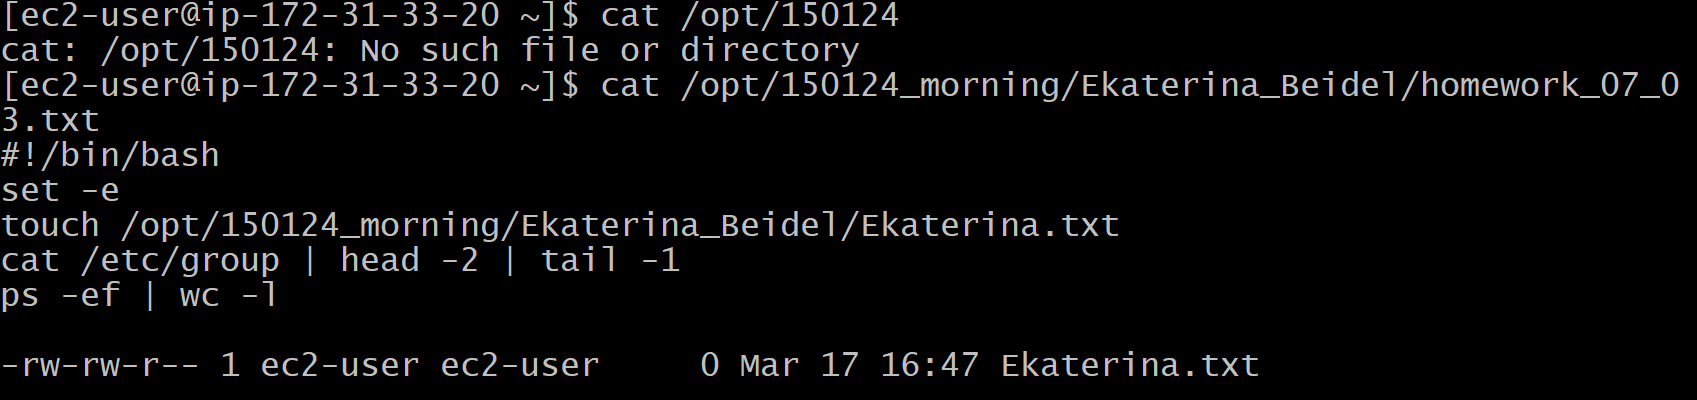 [ec2-user@ip-172-31-33-20 ~]$ cat /opt/150124
cat: /opt/150124: No such file or directory
[ec2-user@ip-172-31-33-20 ~]$ cat /opt/150124_morning/Ekaterina_Beidel/homework_07_0
3.txt
#!/bin/bash
set -e
touch /opt/150124_morning/Ekaterina_Beidel/Ekaterina.txt
cat /etc/group | head -2 | tail -1
ps -ef | wc -l
-rw-rw-r-- 1 ec2-user ec2-user     0 Mar 17 16:47 Ekaterina.txt